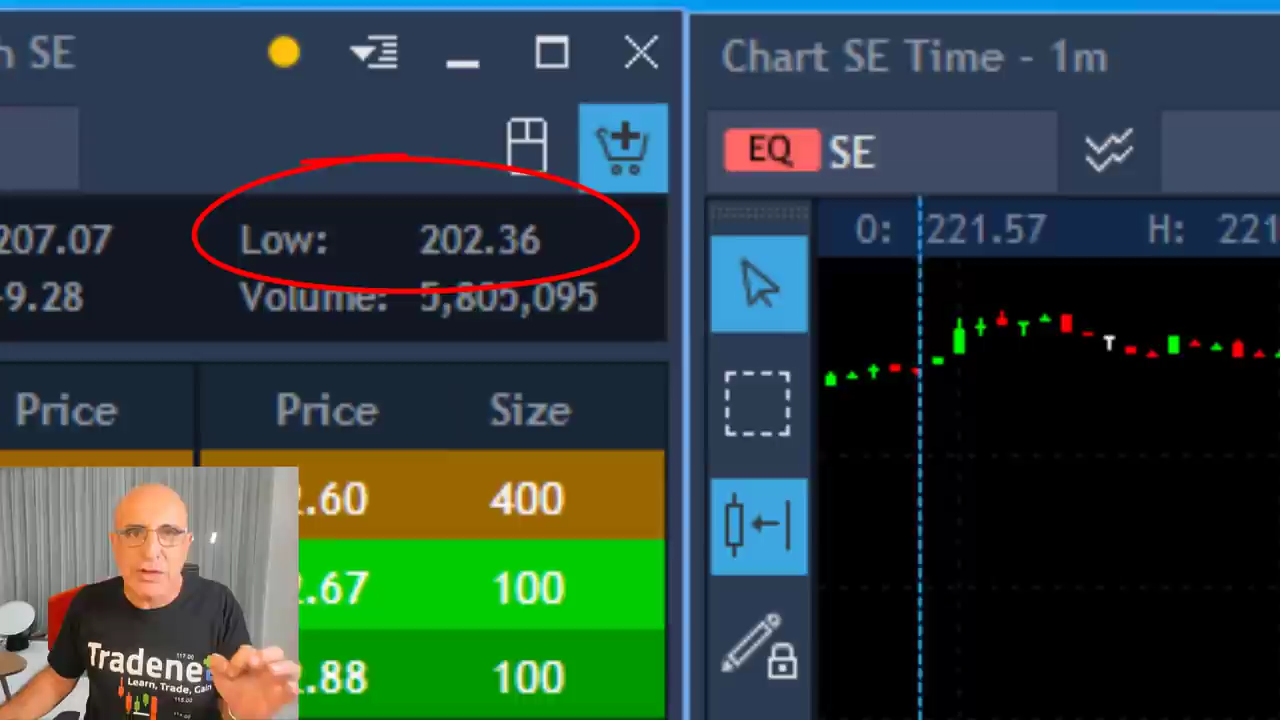 SE
Chart SE Time - 1m
EQ SE
207.07 Low: 202.36
O: 221.57 H: 221
-9.28 Volume: 5,805,095
Price Price Size
.60 400
.67 100
.88 100
Tradene
Learn, Trade, Gain